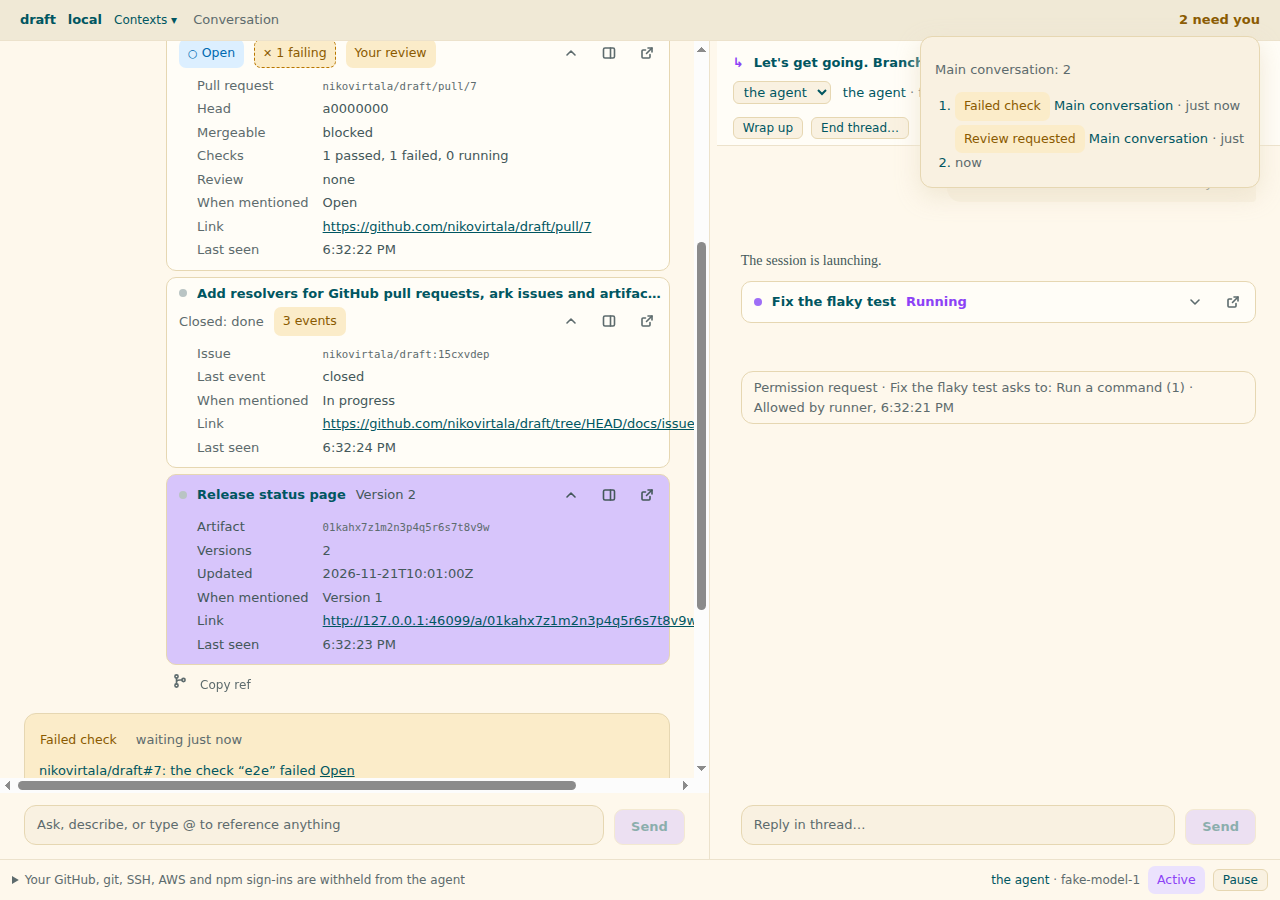 draft local Contexts ▾ Conversation 2 need you
○ Open ✕ 1 failing Your review
Pull request nikovirtala/draft/pull/7
Head a0000000
Mergeable blocked
Checks 1 passed, 1 failed, 0 running
Review none
When mentioned Open
Link https://github.com/nikovirtala/draft/pull/7
Last seen 6:32:22 PM
Add resolvers for GitHub pull requests, ark issues and artifac…
Closed: done 3 events
Issue nikovirtala/draft:15cxvdep
Last event closed
When mentioned In progress
Link https://github.com/nikovirtala/draft/tree/HEAD/docs/issue
Last seen 6:32:24 PM
Release status page Version 2
Artifact 01kahx7z1m2n3p4q5r6s7t8v9w
Versions 2
Updated 2026-11-21T10:01:00Z
When mentioned Version 1
Link http://127.0.0.1:46099/a/01kahx7z1m2n3p4q5r6s7t8v9w
Last seen 6:32:23 PM
Copy ref
Failed check waiting just now
nikovirtala/draft#7: the check “e2e” failed Open
Ask, describe, or type @ to reference anything Send
↳ Let's get going. Branch
the agent the agent ·
Wrap up End thread…
Main conversation: 2
1. Failed check Main conversation · just now
Review requested Main conversation · just
2. now
The session is launching.
Fix the flaky test Running
Permission request · Fix the flaky test asks to: Run a command (1) ·
Allowed by runner, 6:32:21 PM
Reply in thread… Send
▶ Your GitHub, git, SSH, AWS and npm sign-ins are withheld from the agent
the agent · fake-model-1 Active Pause